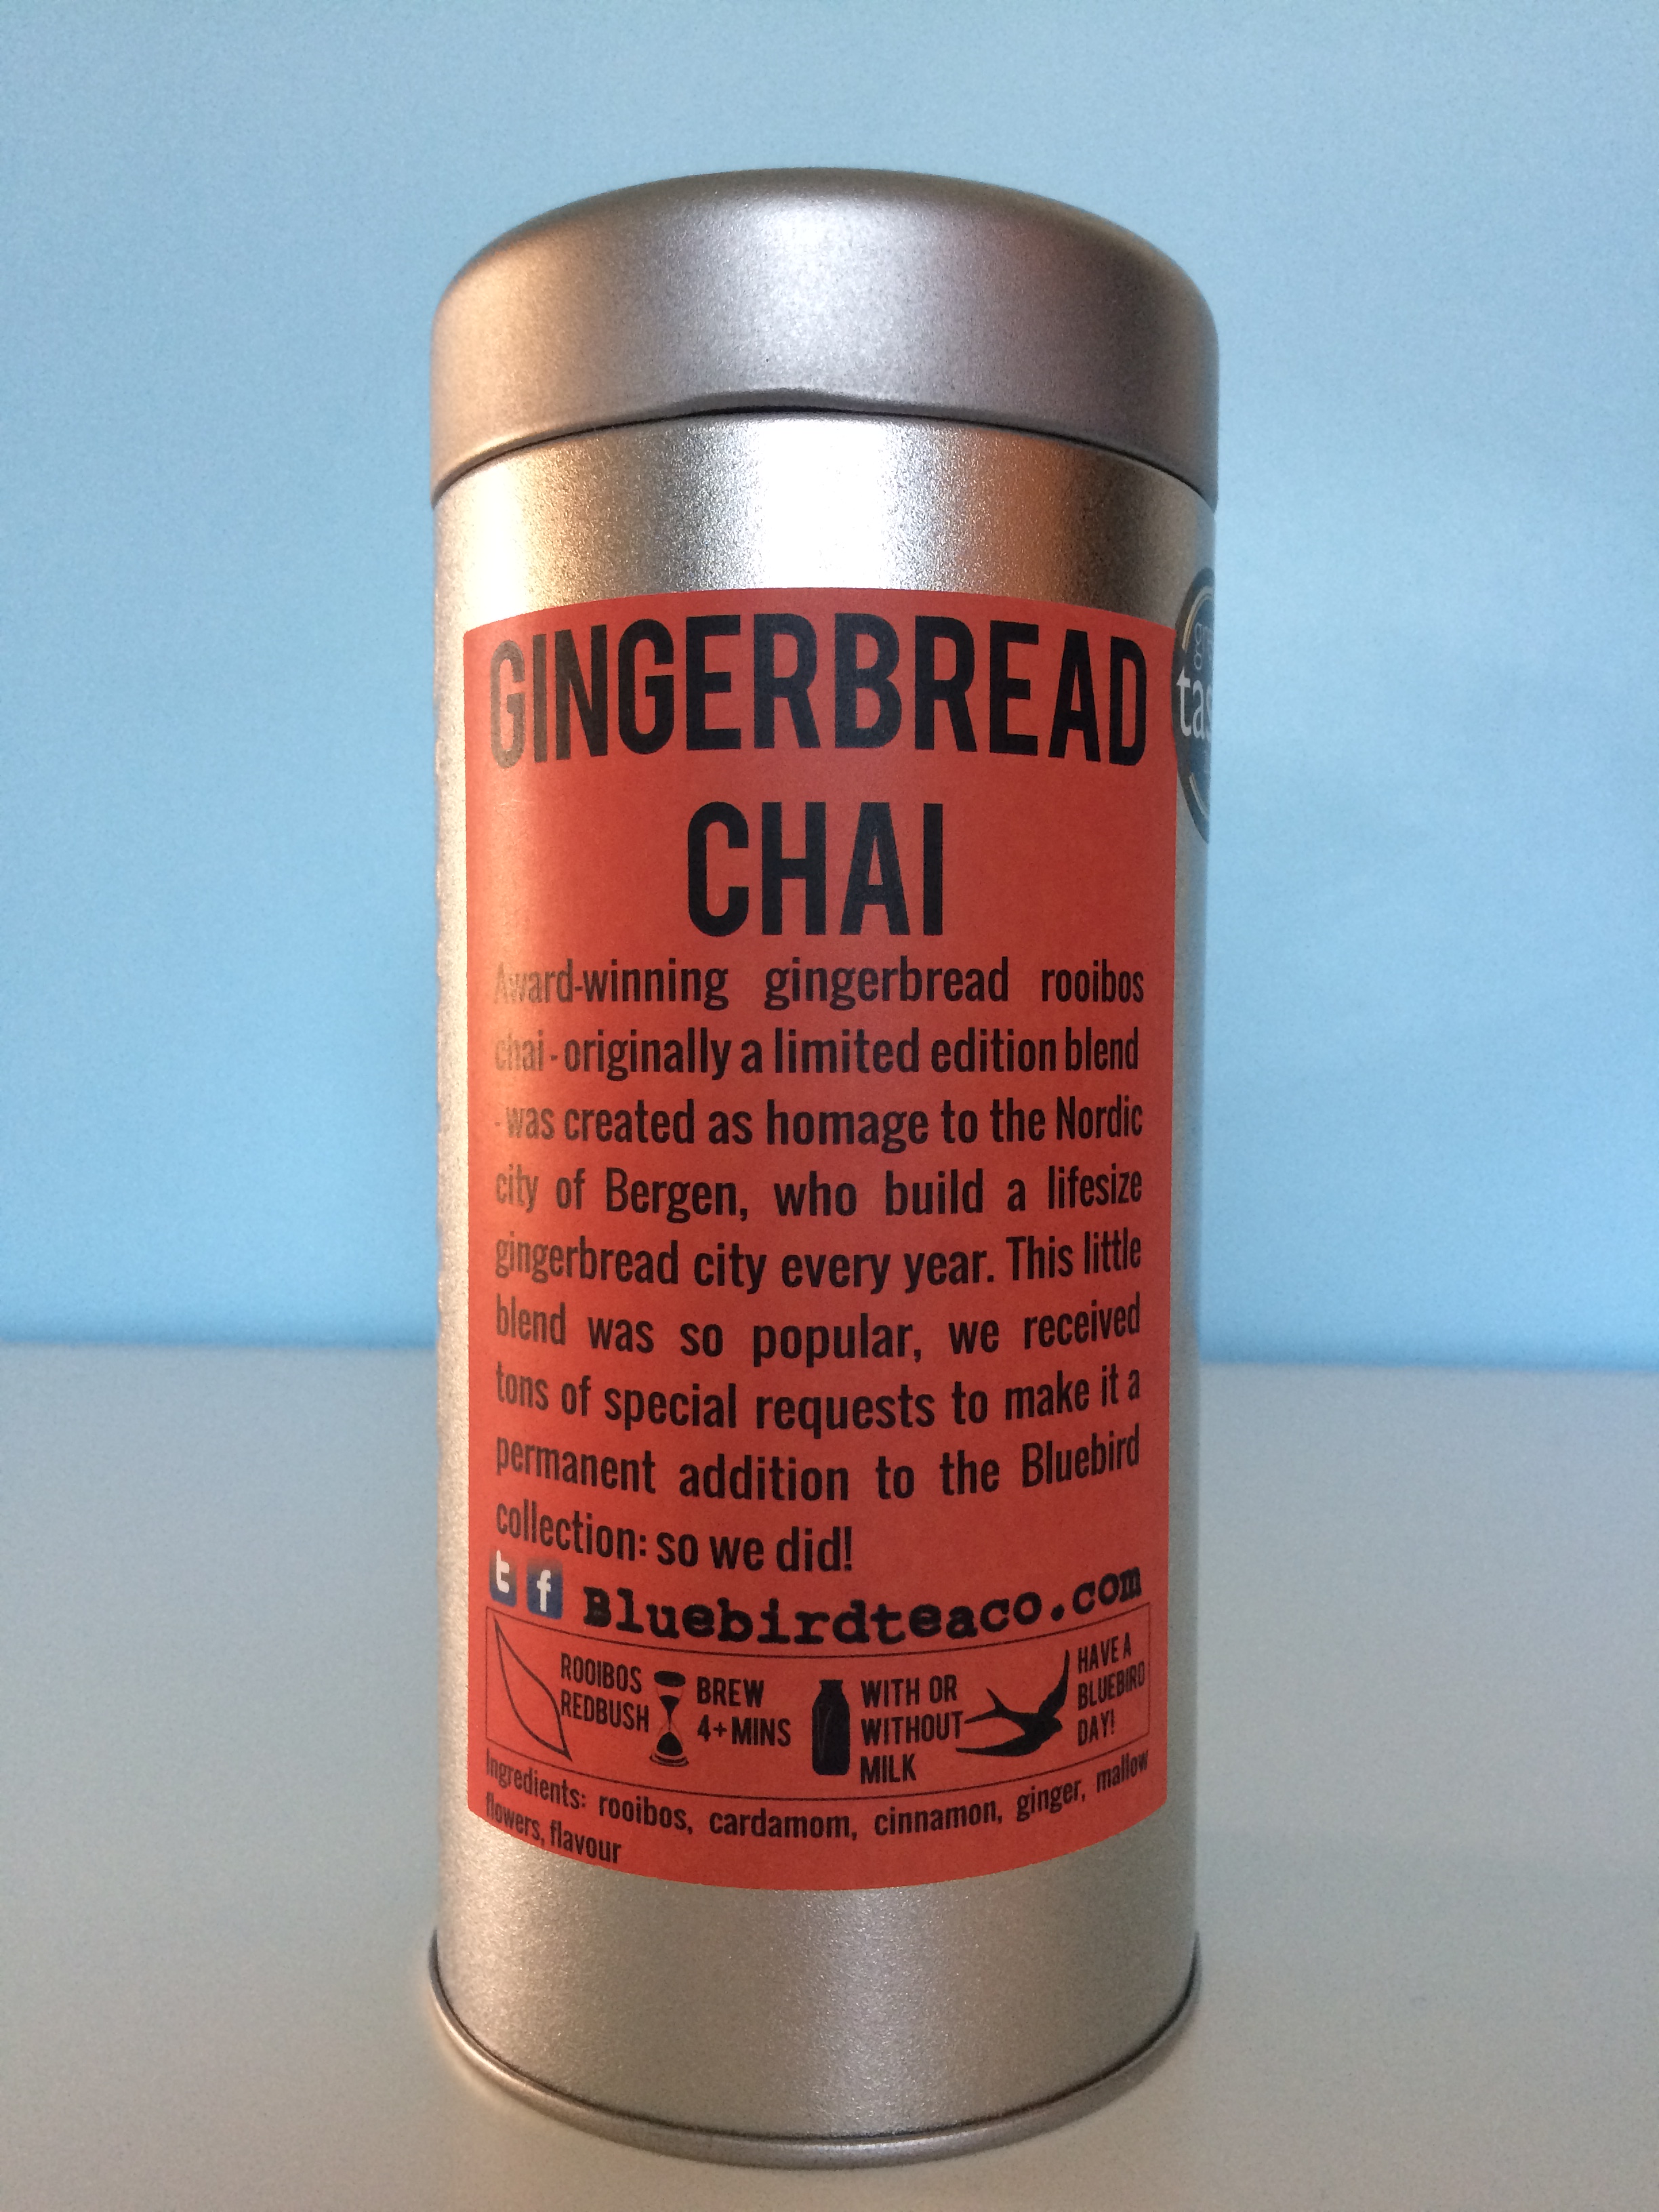 GINGERBREAD
CHAI
Award-winning gingerbread rooibos
chai - originally a limited edition blend
- was created as homage to the Nordic
city of Bergen, who build a lifesize
gingerbread city every year. This little
blend was so popular, we received
tons of special requests to make it a
permanent addition to the Bluebird
collection: so we did!
t f Bluebirdteaco.com
ROOIBOS
REDBUSH
BREW
4+ MINS
WITH OR
WITHOUT
MILK
HAVE A
BLUEBIRD
DAY!
Ingredients: rooibos, cardamom, cinnamon, ginger, mallow
flowers, flavour